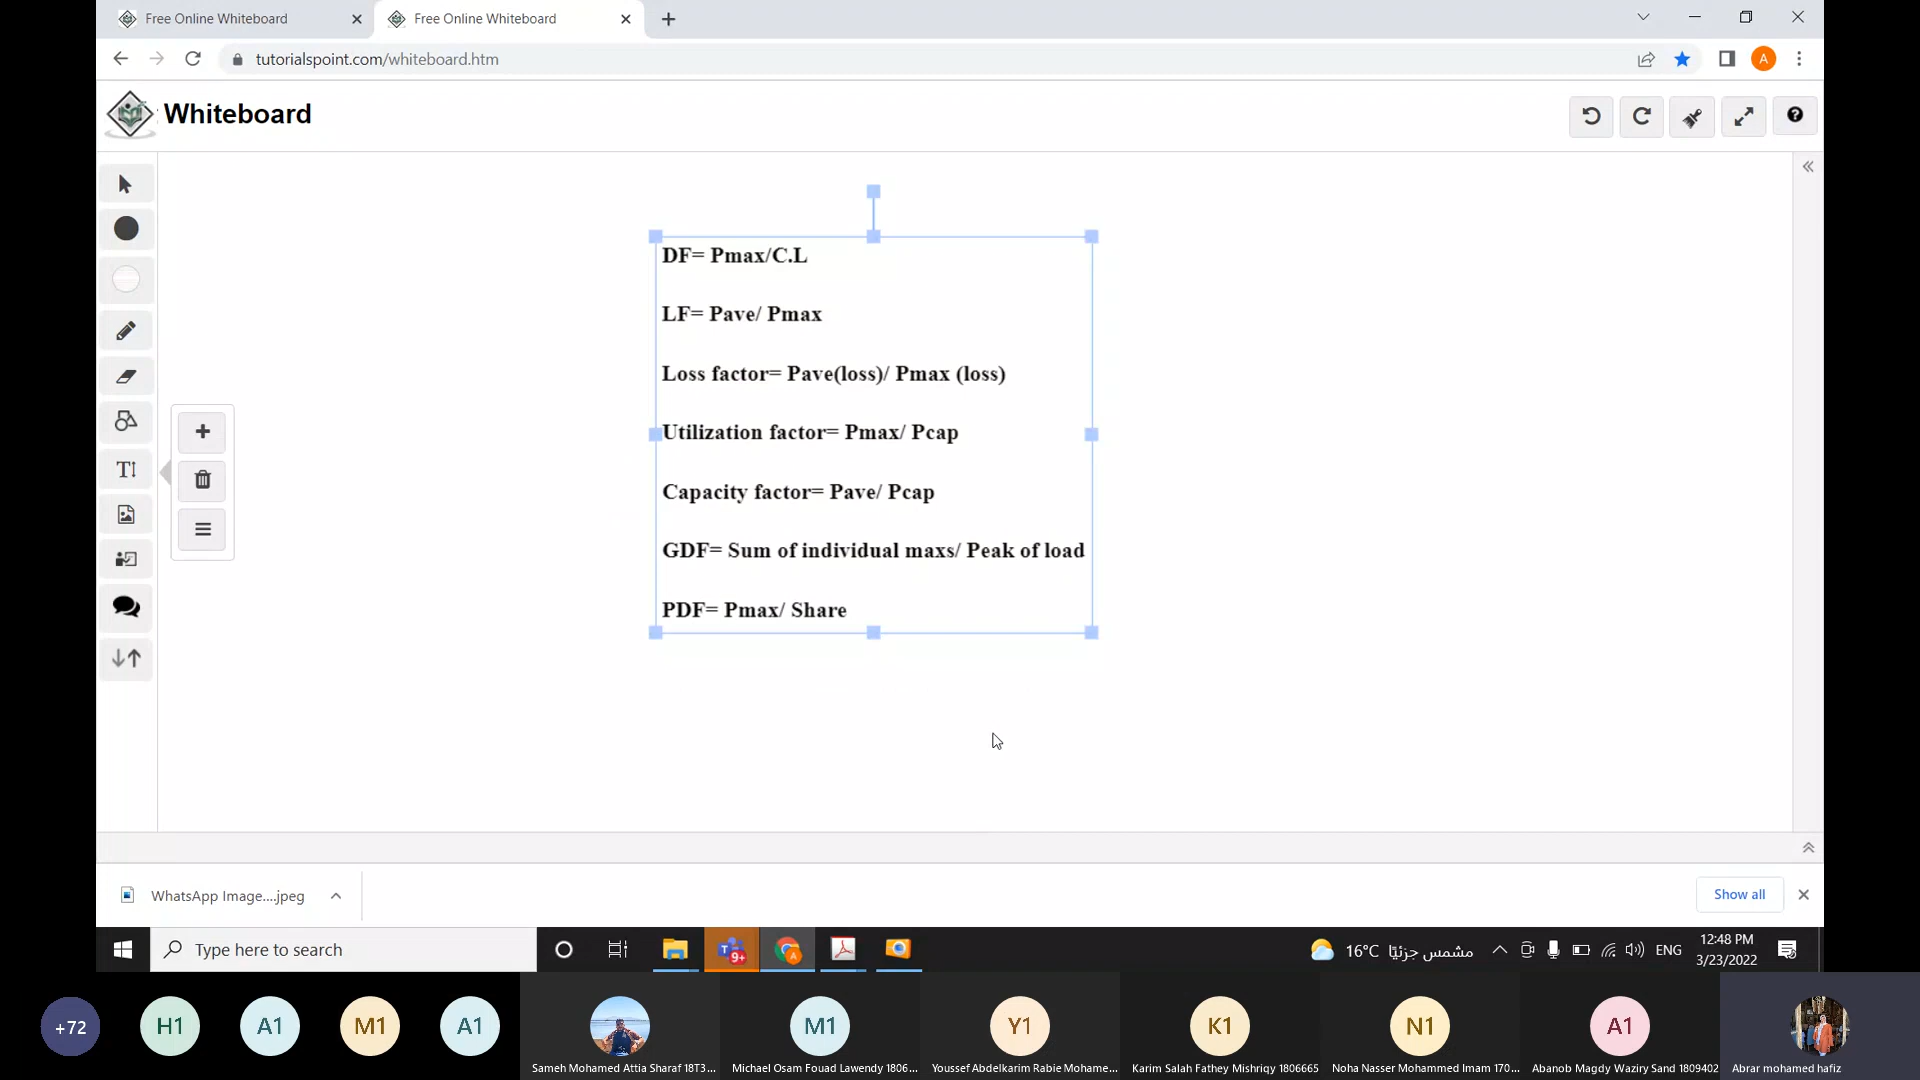 Free Online Whiteboard
Free Online Whiteboard
tutorialspoint.com/whiteboard.htm
A
Whiteboard
DF= Pmax/C.L
LF= Pave/ Pmax
Loss factor= Pave(loss)/ Pmax (loss)
Utilization factor= Pmax/ Pcap
Capacity factor= Pave/ Pcap
GDF= Sum of individual maxs/ Peak of load
PDF= Pmax/ Share
WhatsApp Image....jpeg
Show all
Type here to search
9+
16°C مشمس جزئيًا
ENG
12:48 PM
3/23/2022
+72
H1
A1
M1
A1
M1
Y1
K1
N1
A1
Sameh Mohamed Attia Sharaf 18T3...
Michael Osam Fouad Lawendy 1806...
Youssef Abdelkarim Rabie Mohame...
Karim Salah Fathey Mishriqy 1806665
Noha Nasser Mohammed Imam 170...
Abanob Magdy Waziry Sand 1809402
Abrar mohamed hafiz